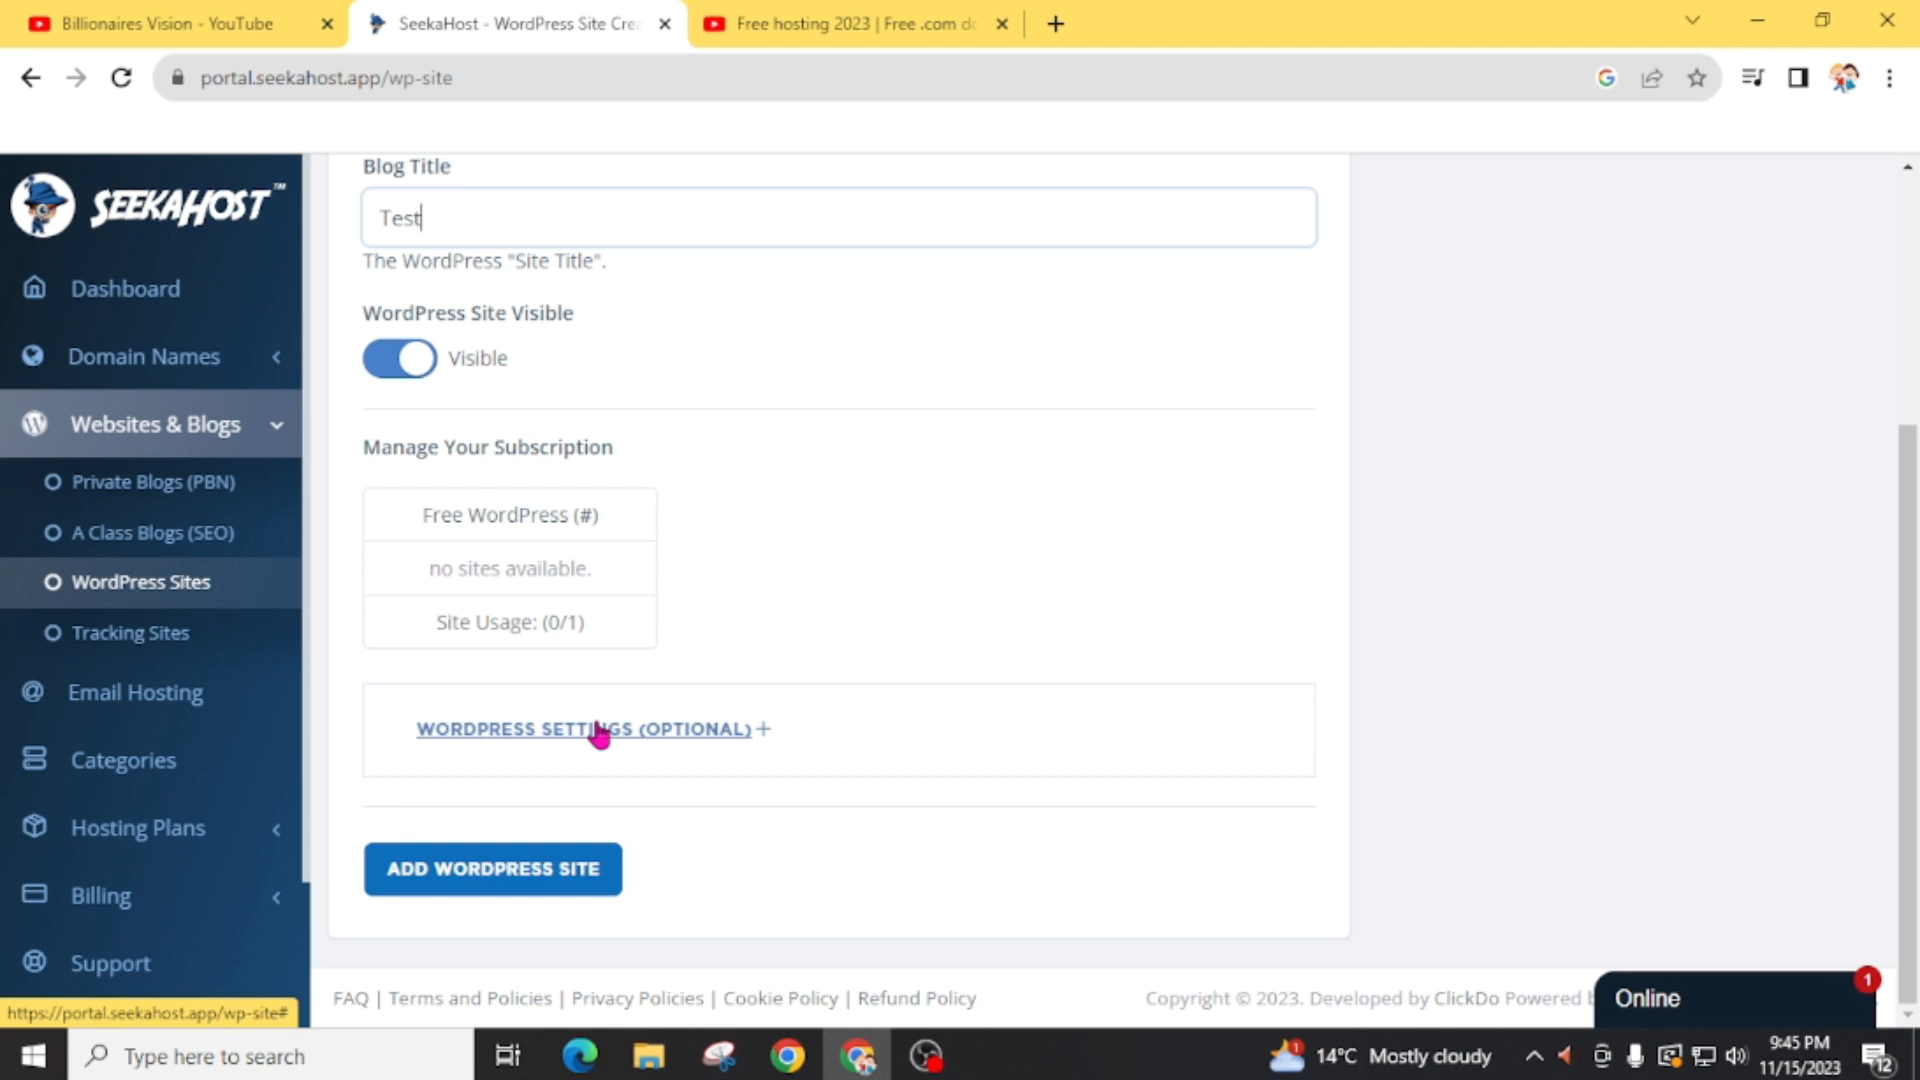 Billionaires Vision - YouTube
SeekaHost - WordPress Site Crea
Free hosting 2023 | Free .com do
portal.seekahost.app/wp-site
SEEKAHOST™
Dashboard
Domain Names
Websites & Blogs
Private Blogs (PBN)
A Class Blogs (SEO)
WordPress Sites
Tracking Sites
Email Hosting
Categories
Hosting Plans
Billing
Support
https://portal.seekahost.app/wp-site#
Blog Title
Test
The WordPress "Site Title".
WordPress Site Visible
Visible
Manage Your Subscription
Free WordPress (#)
no sites available.
Site Usage: (0/1)
WORDPRESS SETTINGS (OPTIONAL) +
ADD WORDPRESS SITE
FAQ | Terms and Policies | Privacy Policies | Cookie Policy | Refund Policy
Copyright © 2023. Developed by ClickDo Powered b
Online
1
Type here to search
1
14°C Mostly cloudy
9:45 PM
11/15/2023
12